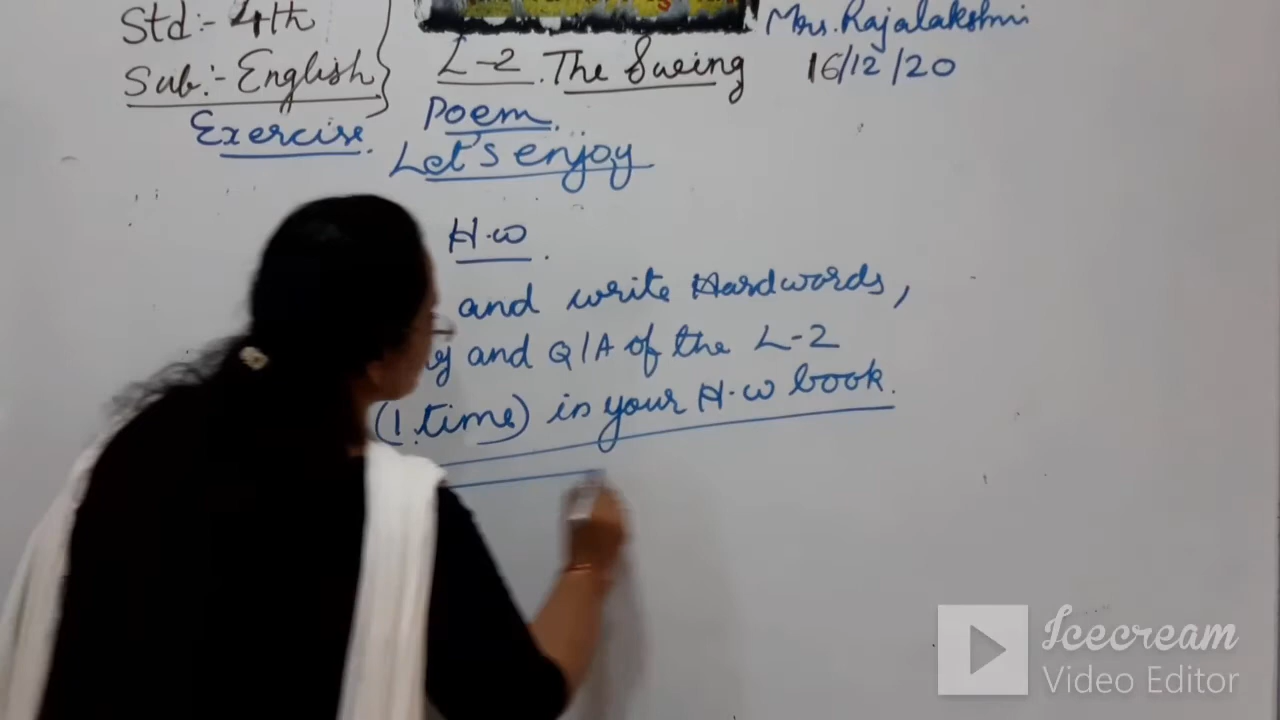 Std:- 4th
Sub:- English
Mrs. Rajalakshmi
L-2. The Swing
16/12/20
Poem.
Exercise.
Let's enjoy
H.w.
and write Hardwords,
and Q/A of the L-2
(1 time) in your H.w book.
Icecream
Video Editor